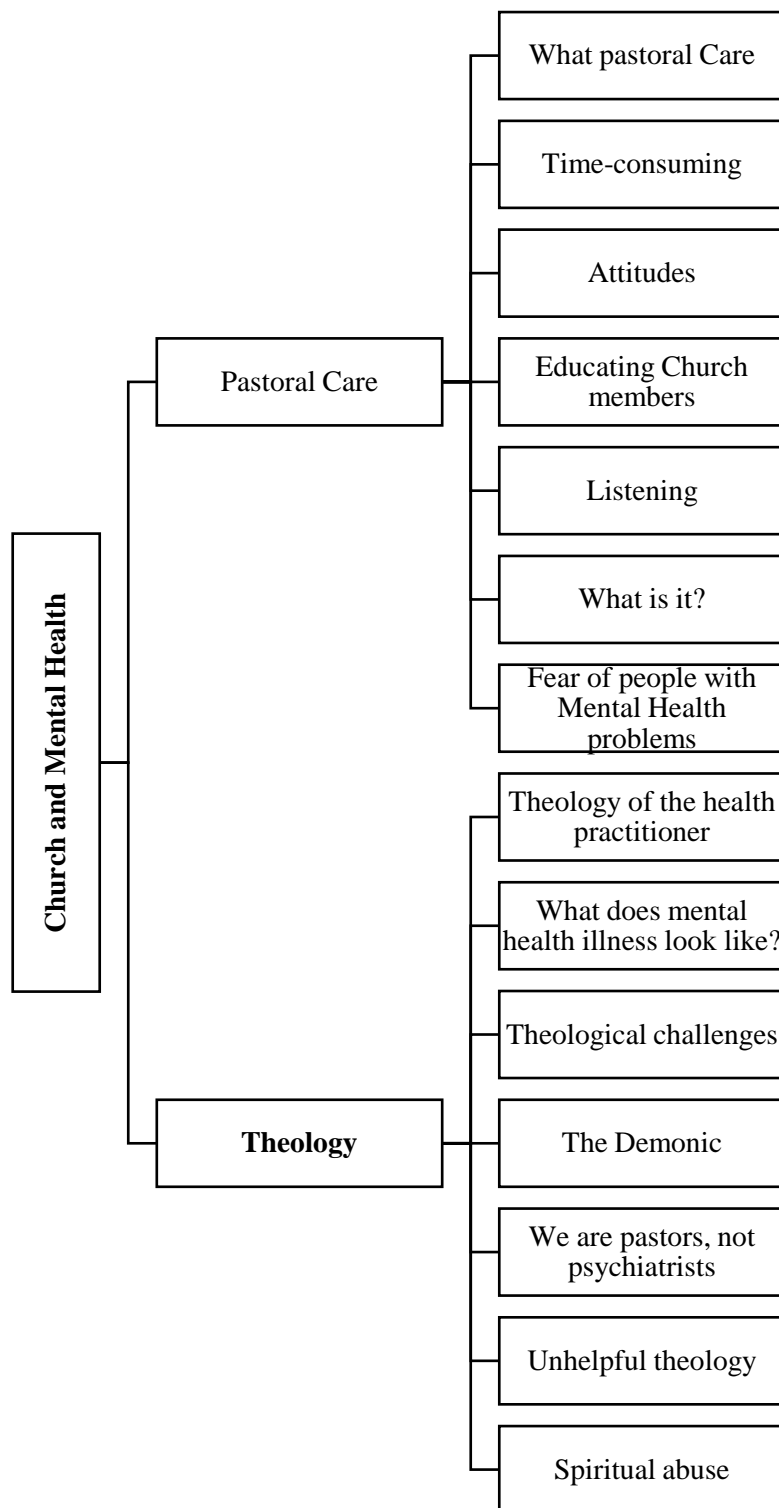 Church and Mental Health
Pastoral Care
What pastoral Care
Time-consuming
Attitudes
Educating Church
members
Listening
What is it?
Fear of people with
Mental Health
problems
Theology
Theology of the health
practitioner
What does mental
health illness look like?
Theological challenges
The Demonic
We are pastors, not
psychiatrists
Unhelpful theology
Spiritual abuse